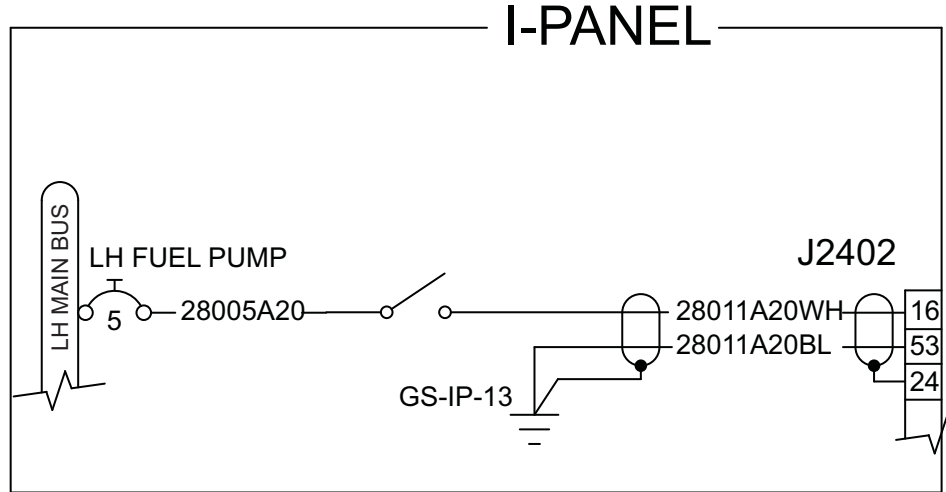 I-PANEL
LH MAIN BUS
LH FUEL PUMP
5
28005A20
J2402
28011A20WH
16
28011A20BL
53
24
GS-IP-13